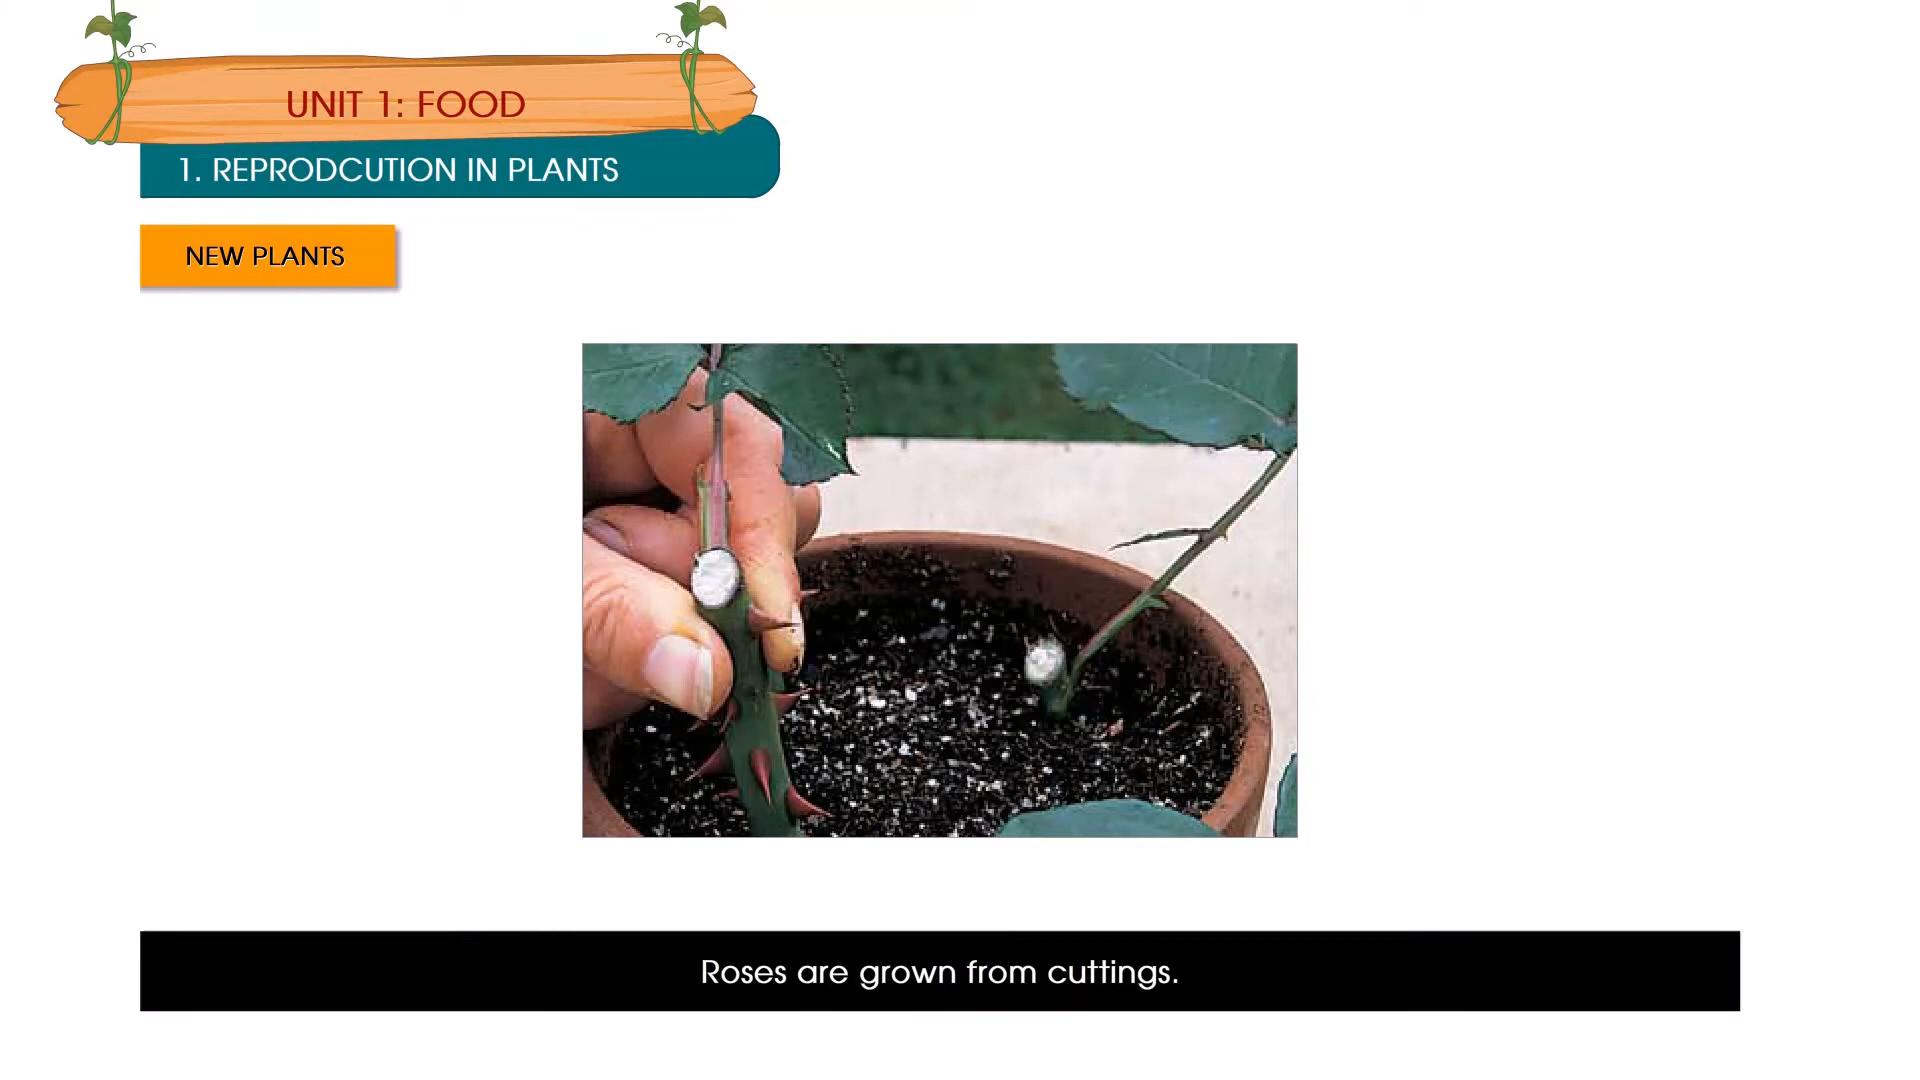 UNIT 1: FOOD
1. REPRODCUTION IN PLANTS
NEW PLANTS
Roses are grown from cuttings.